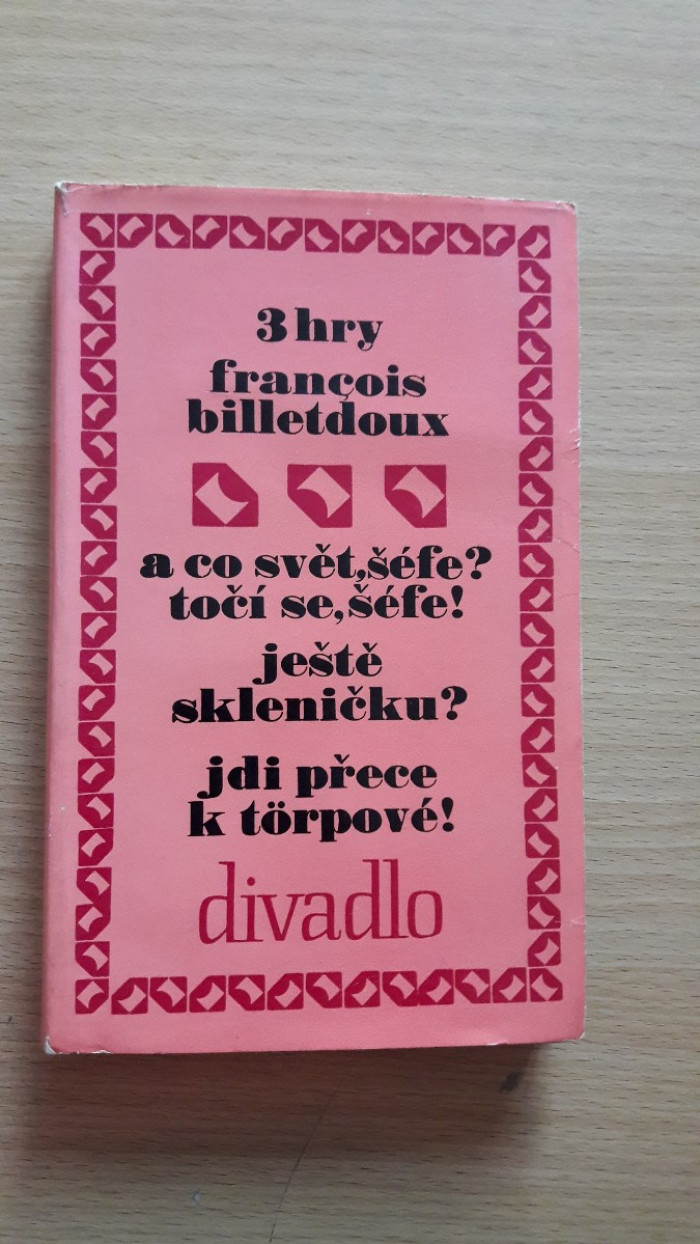 3 hry
françois
billetdoux
a co svět,šéfe?
točí se,šéfe!
ještě
skleničku?
jdi přece
k törpové!
divadlo